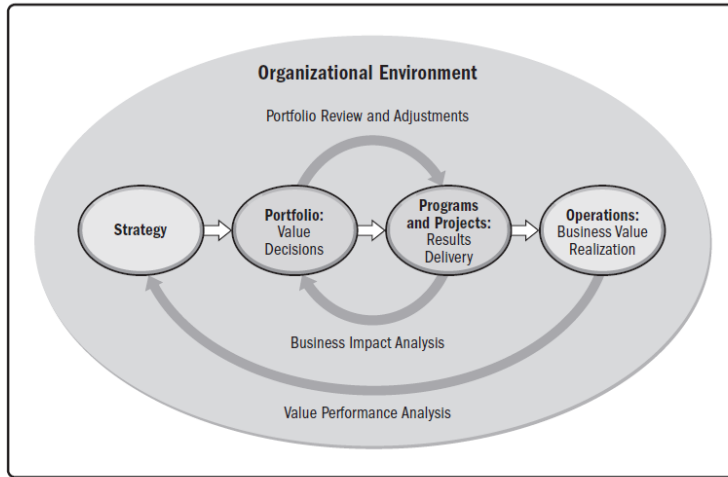 Organizational Environment
Portfolio Review and Adjustments
Strategy
Portfolio:
Value
Decisions
Programs
and Projects:
Results
Delivery
Operations:
Business Value
Realization
Business Impact Analysis
Value Performance Analysis